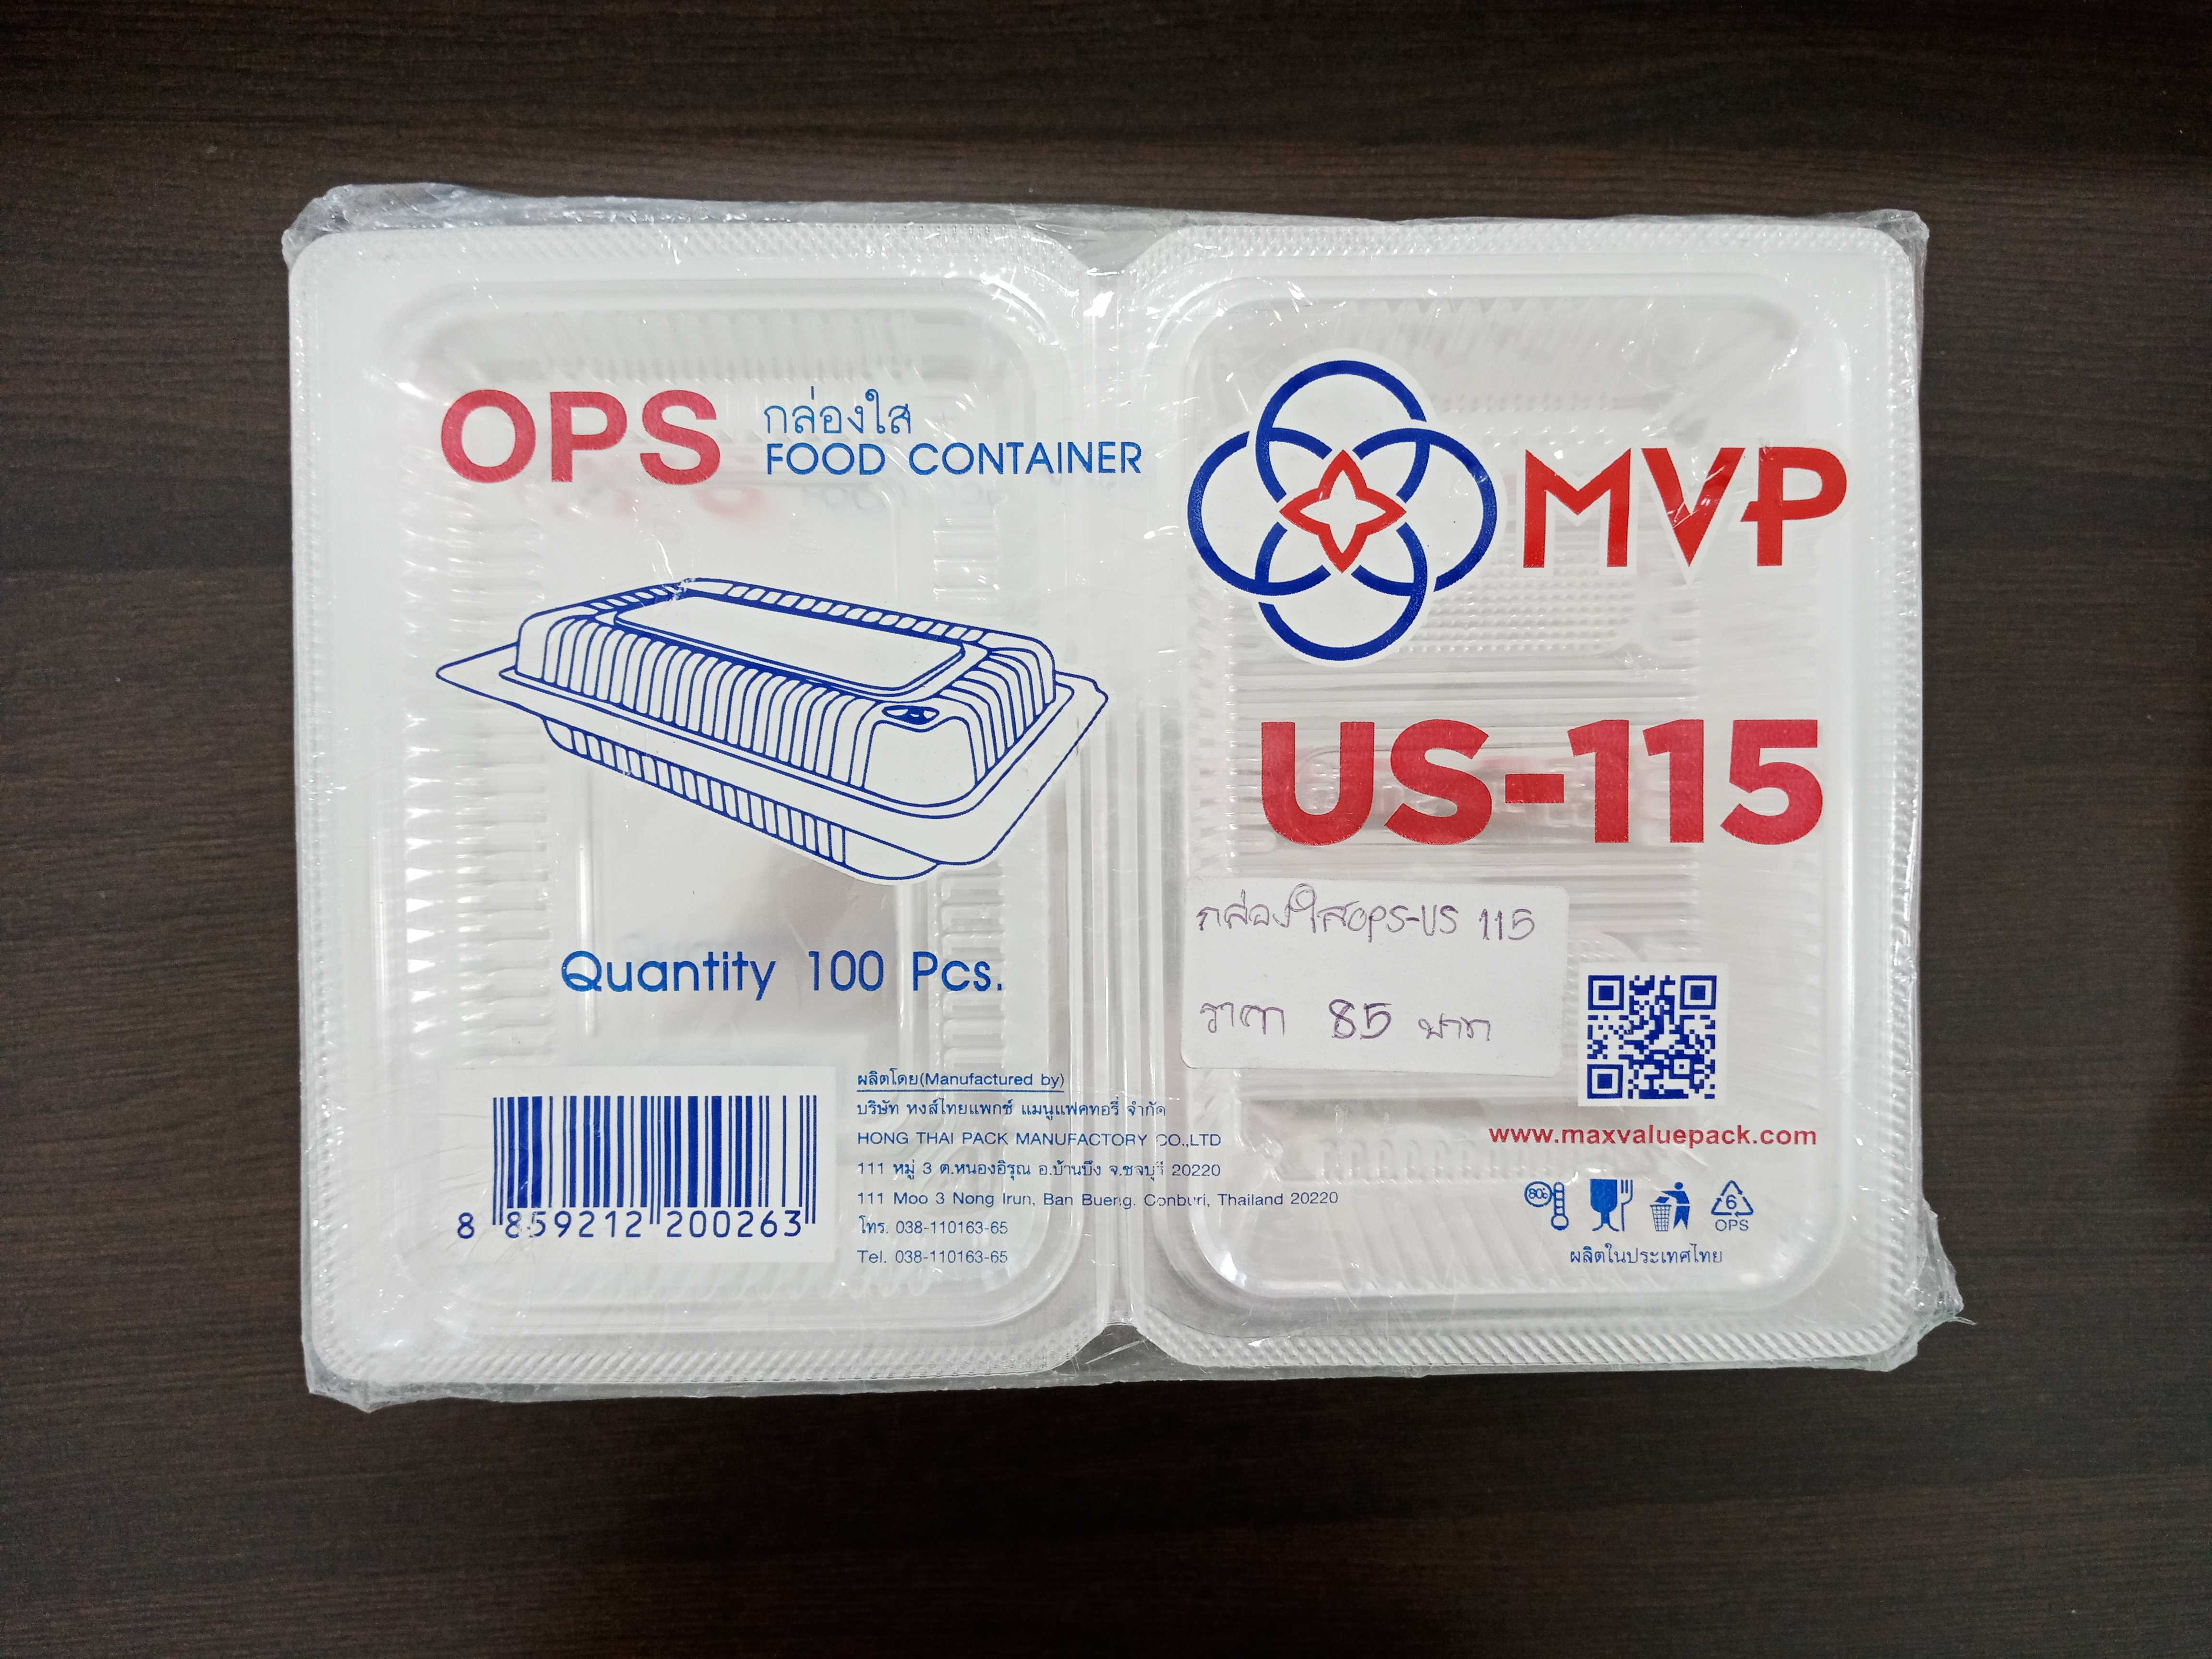 OPS
กล่องใส
FOOD CONTAINER
MVP
US-115
กล่องใสOPS-US 115
ราคา 85 บาท
Quantity 100 Pcs.
8 859212 200263
ผลิตโดย(Manufactured by)
บริษัท หงส์ไทยแพกซ์ แมนูแฟคทอรี่ จำกัด
HONG THAI PACK MANUFACTORY CO.,LTD
111 หมู่ 3 ต.หนองอิรุณ อ.บ้านบึง จ.ชลบุรี 20220
111 Moo 3 Nong Irun, Ban Bueng, Conburi, Thailand 20220
โทร. 038-110163-65
Tel. 038-110163-65
www.maxvaluepack.com
80c
6
OPS
ผลิตในประเทศไทย